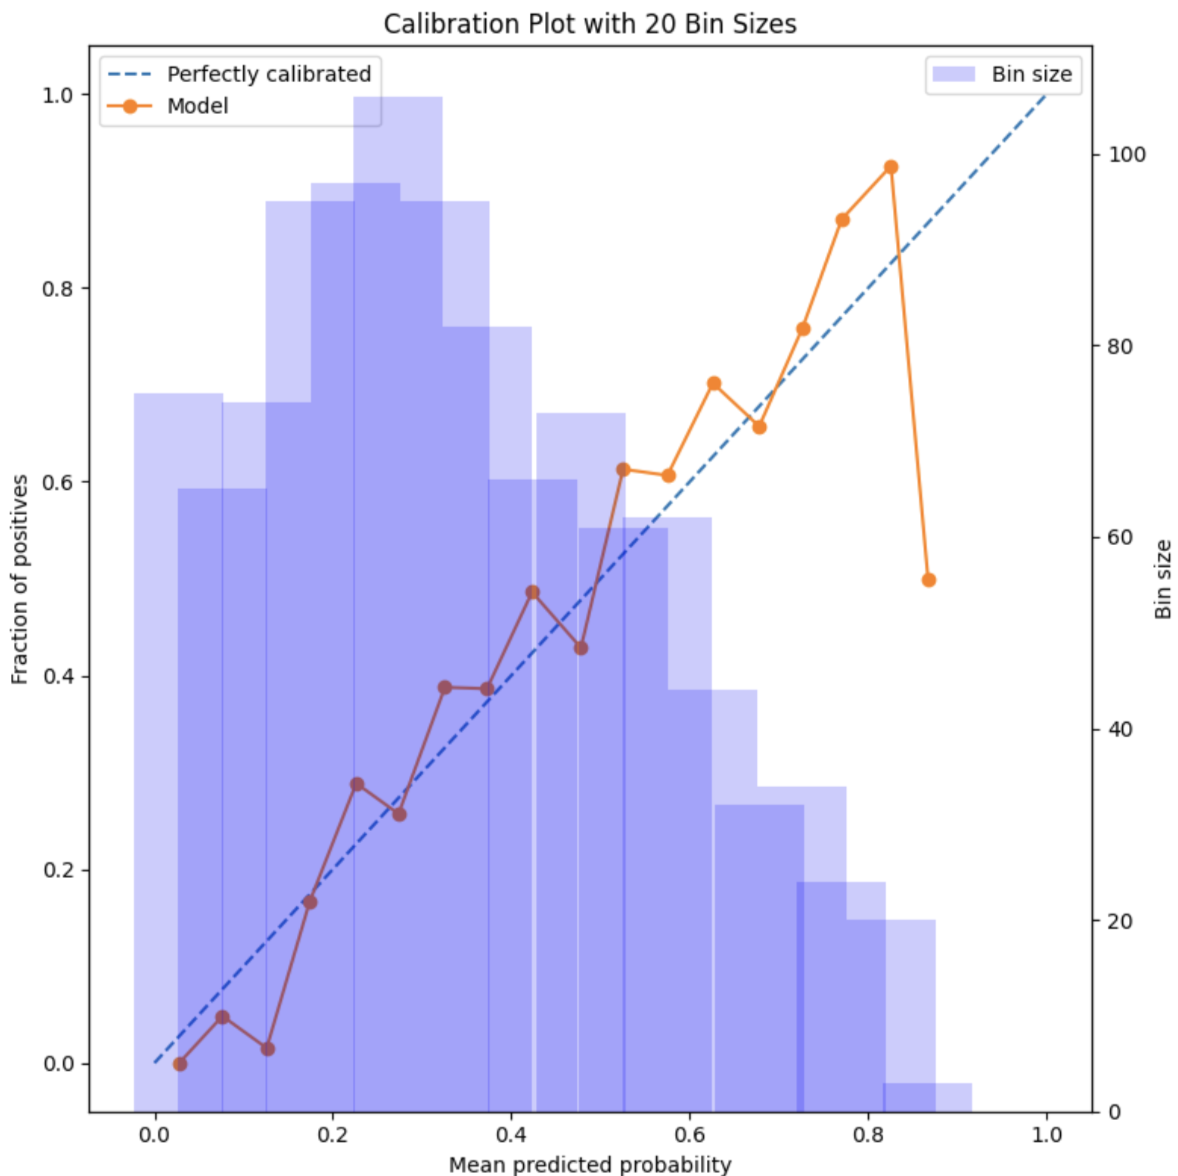 Calibration Plot with 20 Bin Sizes
Perfectly calibrated
Model
Bin size
1.0
0.8
0.6
0.4
0.2
0.0
Fraction of positives
100
80
60
40
20
0
Bin size
0.0 0.2 0.4 0.6 0.8 1.0
Mean predicted probability